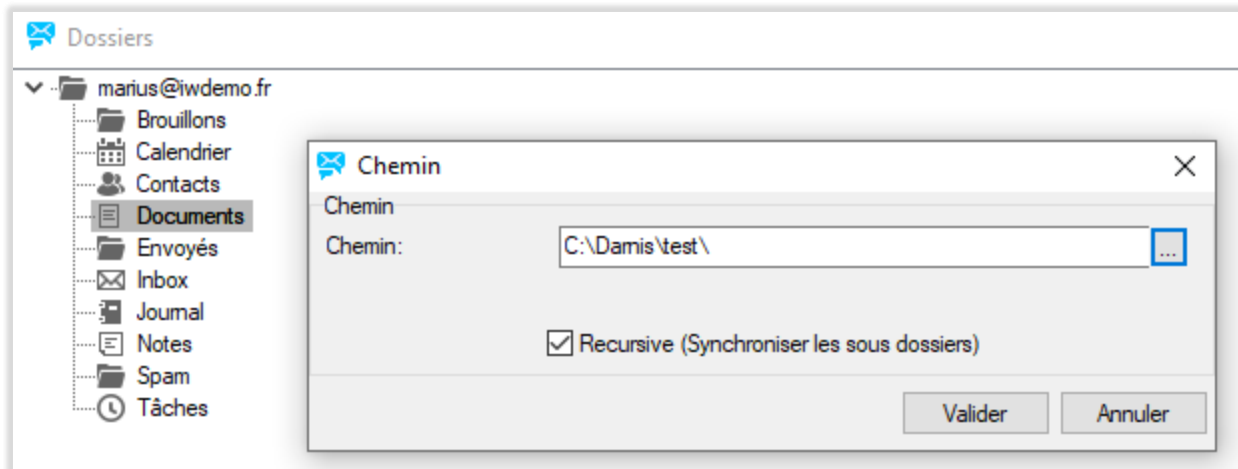 Dossiers
marius@iwdemo.fr
Brouillons
Calendrier
Contacts
Documents
Envoyés
Inbox
Journal
Notes
Spam
Tâches
Chemin
Chemin
Chemin:
C:\Damis\test\
...
Recursive (Synchroniser les sous dossiers)
Valider
Annuler